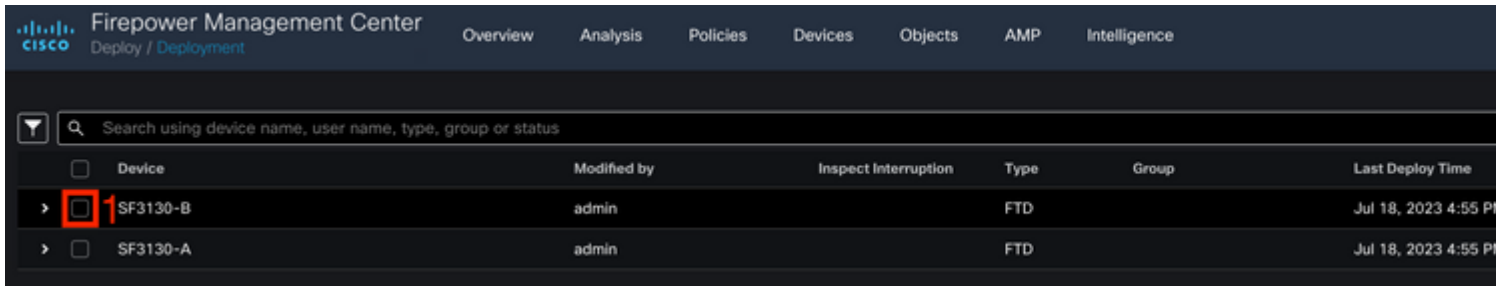 CISCO
Firepower Management Center
Deploy / Deployment
Overview Analysis Policies Devices Objects AMP Intelligence
Search using device name, user name, type, group or status
Device Modified by Inspect Interruption Type Group Last Deploy Time
1 SF3130-B admin FTD Jul 18, 2023 4:55 PM
SF3130-A admin FTD Jul 18, 2023 4:55 PM